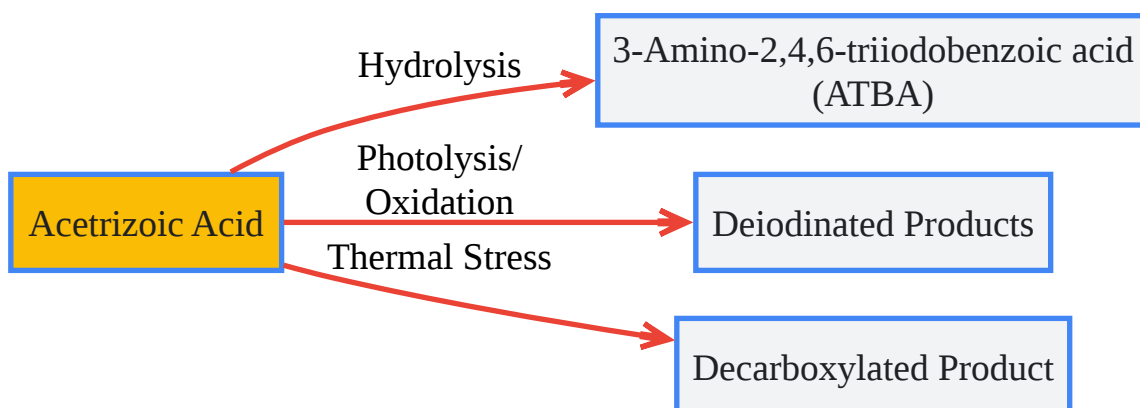 Hydrolysis
3-Amino-2,4,6-triiodobenzoic acid
(ATBA)
Photolysis/
Oxidation
Acetrizoic Acid
Deiodinated Products
Thermal Stress
Decarboxylated Product